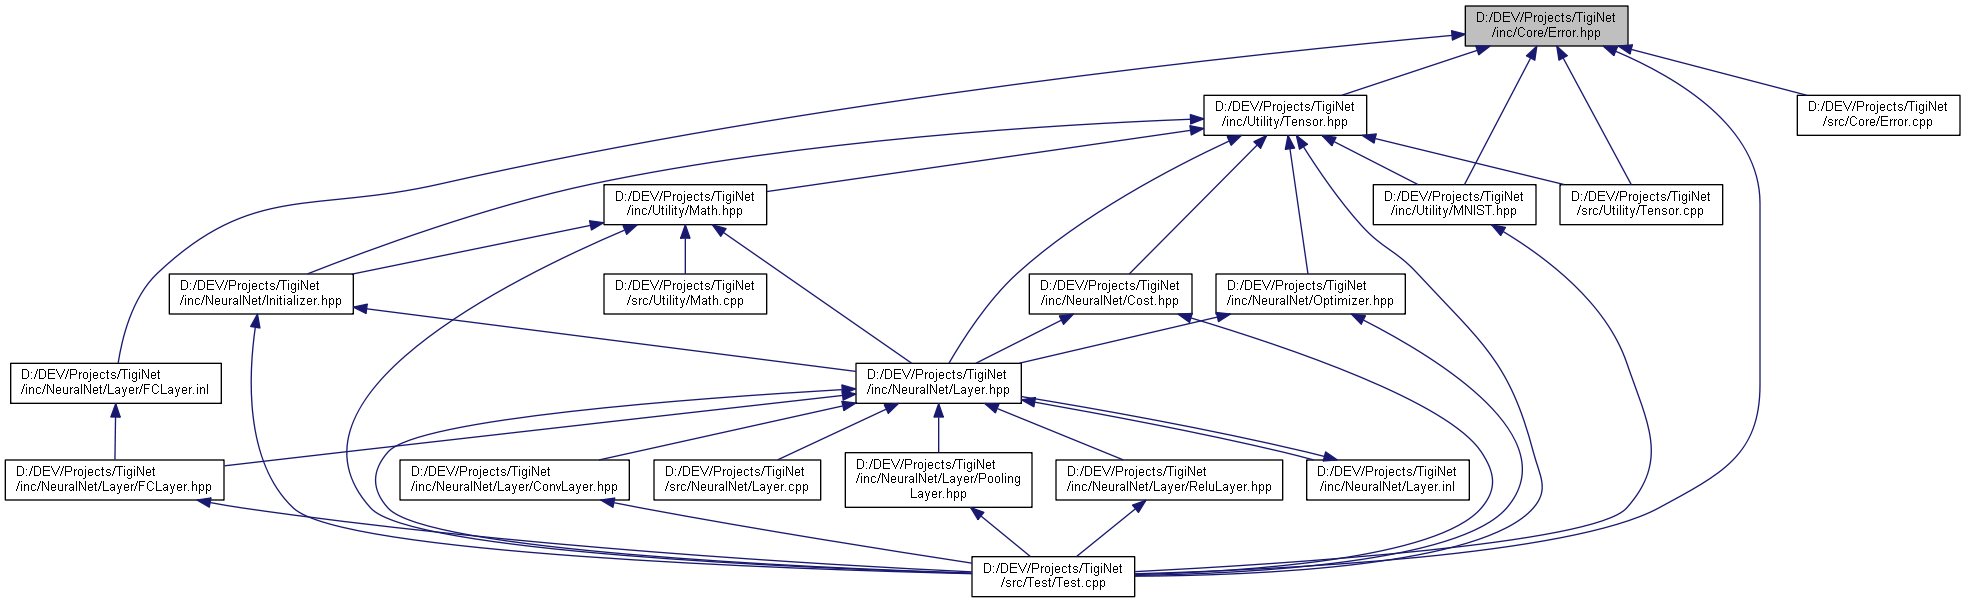 D:/DEV/Projects/TigiNet
/inc/Core/Error.hpp
D:/DEV/Projects/TigiNet
/inc/Utility/Tensor.hpp
D:/DEV/Projects/TigiNet
/src/Core/Error.cpp
D:/DEV/Projects/TigiNet
/inc/Utility/Math.hpp
D:/DEV/Projects/TigiNet
/inc/Utility/MNIST.hpp
D:/DEV/Projects/TigiNet
/src/Utility/Tensor.cpp
D:/DEV/Projects/TigiNet
/inc/NeuralNet/Initializer.hpp
D:/DEV/Projects/TigiNet
/src/Utility/Math.cpp
D:/DEV/Projects/TigiNet
/inc/NeuralNet/Cost.hpp
D:/DEV/Projects/TigiNet
/inc/NeuralNet/Optimizer.hpp
D:/DEV/Projects/TigiNet
/inc/NeuralNet/Layer/FCLayer.inl
D:/DEV/Projects/TigiNet
/inc/NeuralNet/Layer.hpp
D:/DEV/Projects/TigiNet
/inc/NeuralNet/Layer/FCLayer.hpp
D:/DEV/Projects/TigiNet
/inc/NeuralNet/Layer/ConvLayer.hpp
D:/DEV/Projects/TigiNet
/src/NeuralNet/Layer.cpp
D:/DEV/Projects/TigiNet
/inc/NeuralNet/Layer/Pooling
Layer.hpp
D:/DEV/Projects/TigiNet
/inc/NeuralNet/Layer/ReluLayer.hpp
D:/DEV/Projects/TigiNet
/inc/NeuralNet/Layer.inl
D:/DEV/Projects/TigiNet
/src/Test/Test.cpp